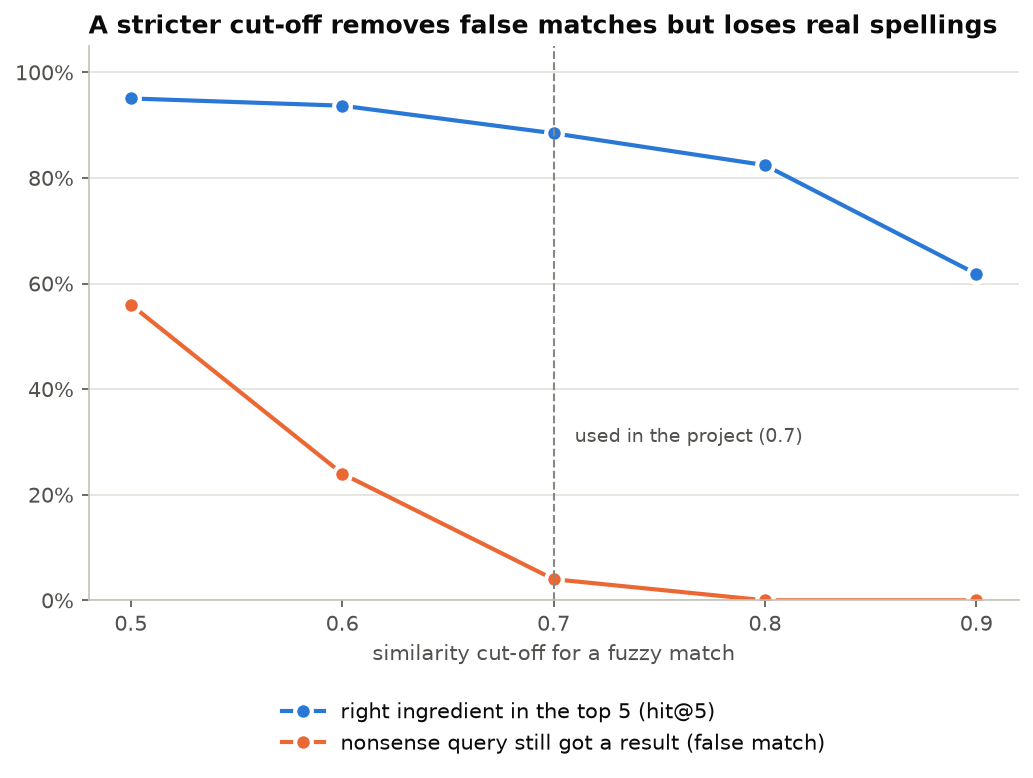 A stricter cut-off removes false matches but loses real spellings
100%
80%
60%
40%
20%
0%
used in the project (0.7)
0.5 0.6 0.7 0.8 0.9
similarity cut-off for a fuzzy match
right ingredient in the top 5 (hit@5)
nonsense query still got a result (false match)